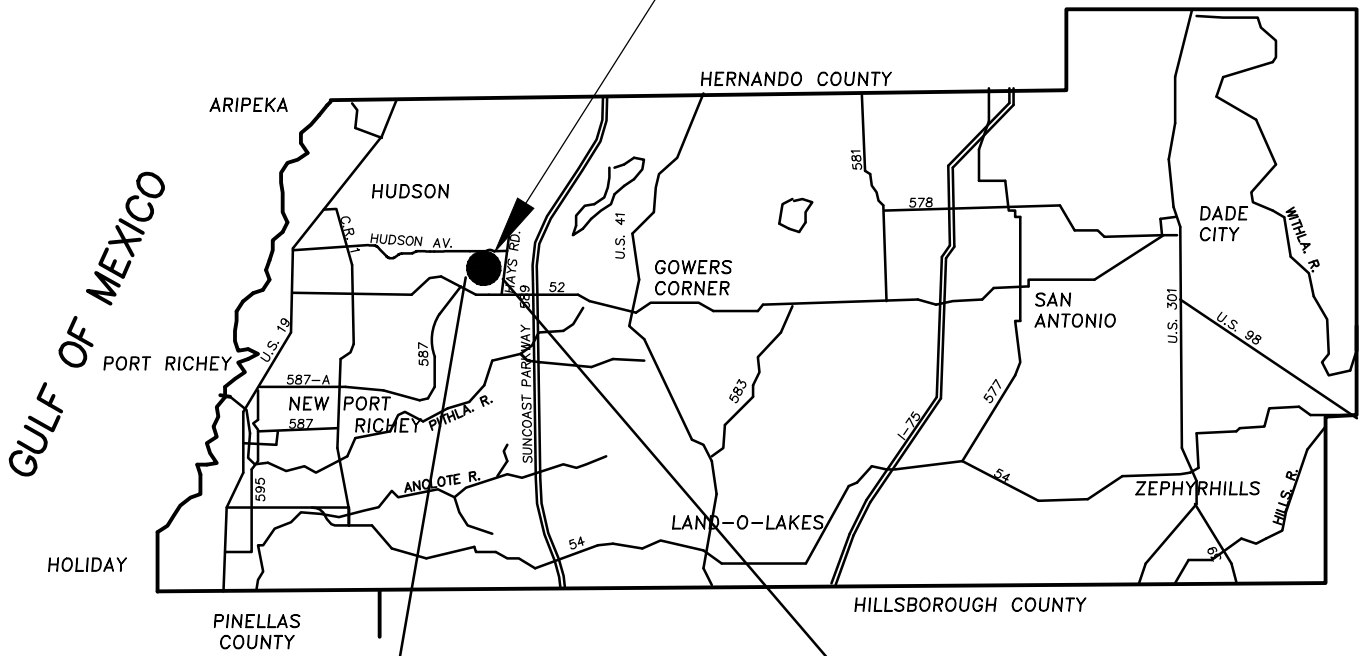 HERNANDO COUNTY
ARIPEKA
GULF OF MEXICO
HUDSON
C.R. 1
HUDSON AV.
HAYS RD.
U.S. 41
581
578
DADE
CITY
WITHLA. R.
GOWERS
CORNER
52
SAN
ANTONIO
U.S. 301
U.S. 98
U.S. 19
PORT RICHEY
587
587-A
NEW PORT
RICHEY
587
PITHLA. R.
SUNCOAST PARKWAY 589
583
577
I-75
595
ANCLOTE R.
LAND-O-LAKES
54
54
ZEPHYRHILLS
HILLS. R.
HOLIDAY
PINELLAS
COUNTY
HILLSBOROUGH COUNTY